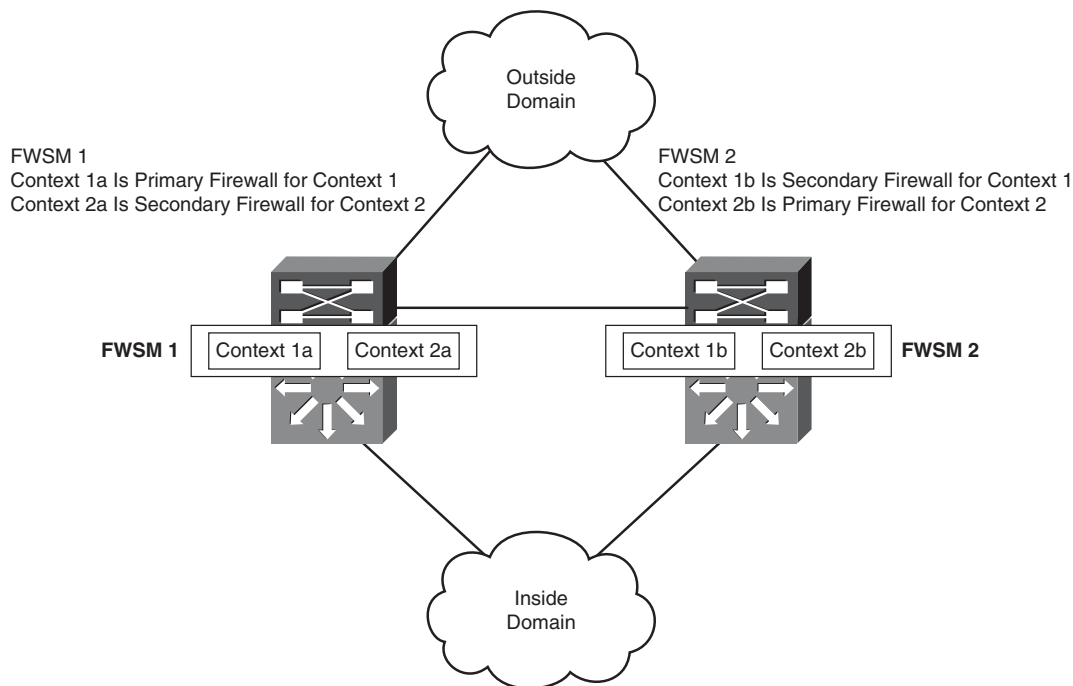 Outside
Domain
FWSM 1
Context 1a Is Primary Firewall for Context 1
Context 2a Is Secondary Firewall for Context 2
FWSM 2
Context 1b Is Secondary Firewall for Context 1
Context 2b Is Primary Firewall for Context 2
FWSM 1
Context 1a
Context 2a
Context 1b
Context 2b
FWSM 2
Inside
Domain